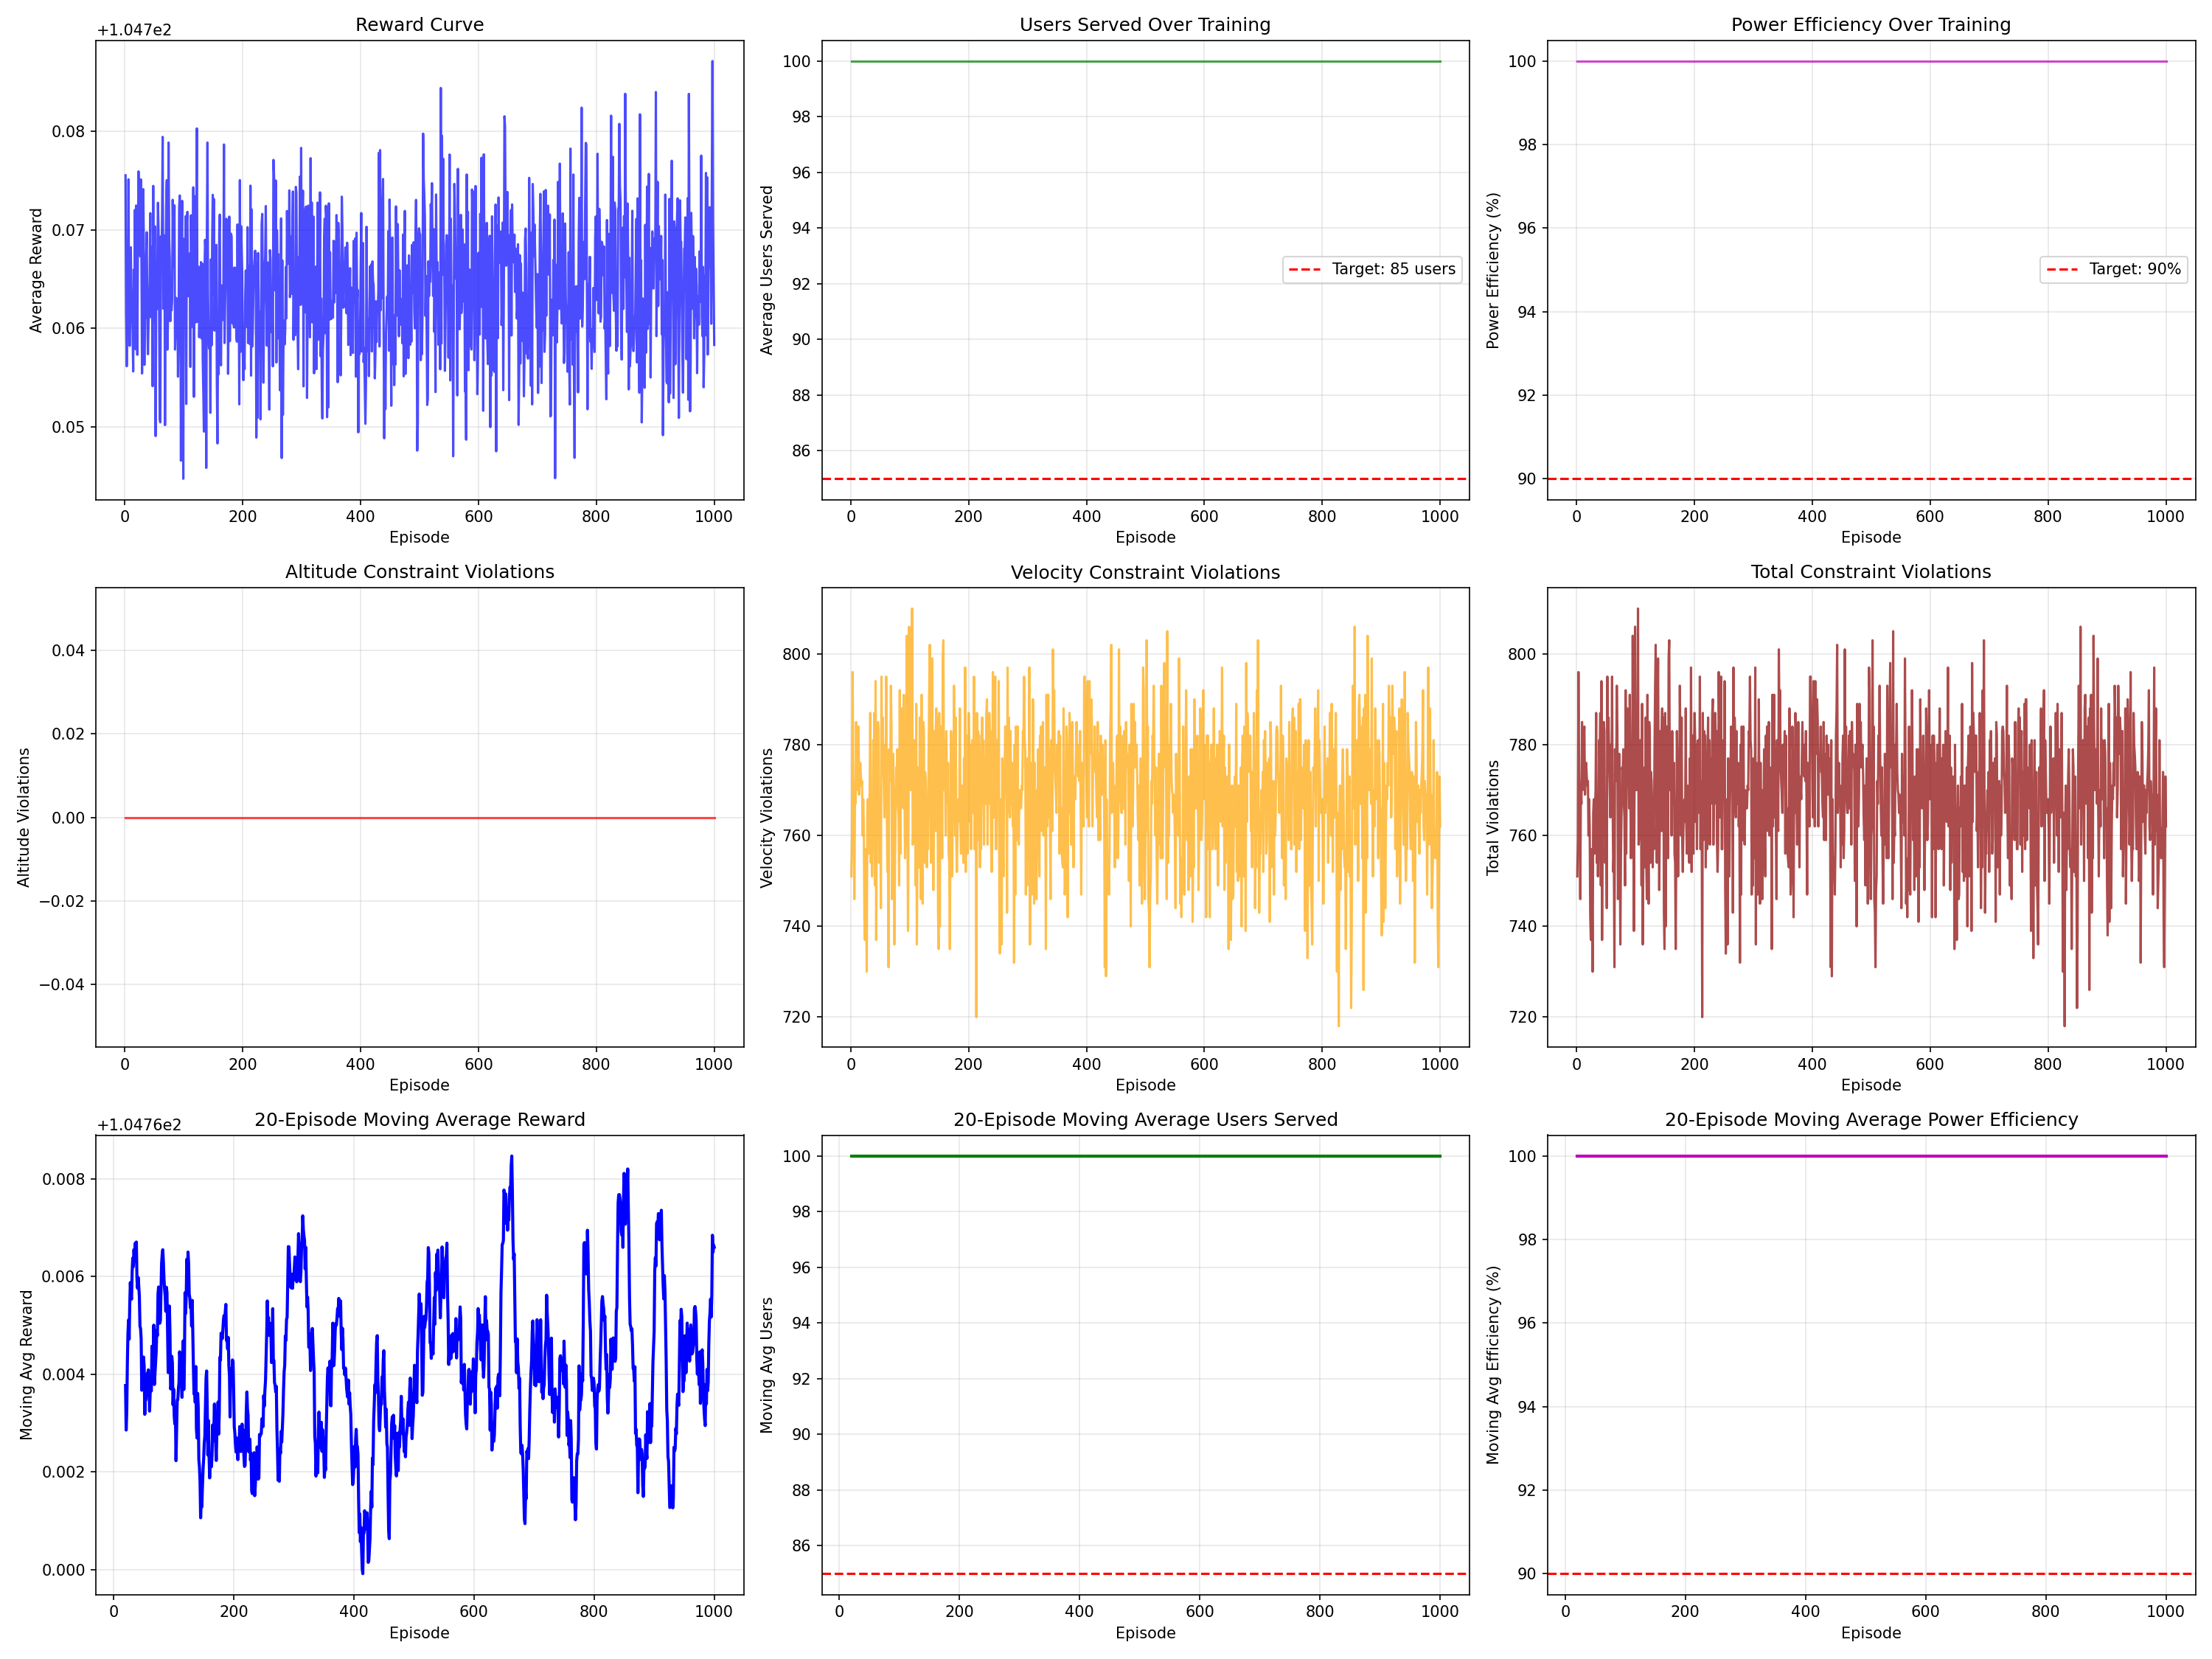 Reward Curve
+1.047e2
Average Reward
0.08
0.07
0.06
0.05
0 200 400 600 800 1000
Episode
Users Served Over Training
Average Users Served
100
98
96
94
92
90
88
86
Target: 85 users
0 200 400 600 800 1000
Episode
Power Efficiency Over Training
Power Efficiency (%)
100
98
96
94
92
90
Target: 90%
0 200 400 600 800 1000
Episode
Altitude Constraint Violations
Altitude Violations
0.04
0.02
0.00
−0.02
−0.04
0 200 400 600 800 1000
Episode
Velocity Constraint Violations
Velocity Violations
800
780
760
740
720
0 200 400 600 800 1000
Episode
Total Constraint Violations
Total Violations
800
780
760
740
720
0 200 400 600 800 1000
Episode
20-Episode Moving Average Reward
+1.0476e2
Moving Avg Reward
0.008
0.006
0.004
0.002
0.000
0 200 400 600 800 1000
Episode
20-Episode Moving Average Users Served
Moving Avg Users
100
98
96
94
92
90
88
86
0 200 400 600 800 1000
Episode
20-Episode Moving Average Power Efficiency
Moving Avg Efficiency (%)
100
98
96
94
92
90
0 200 400 600 800 1000
Episode